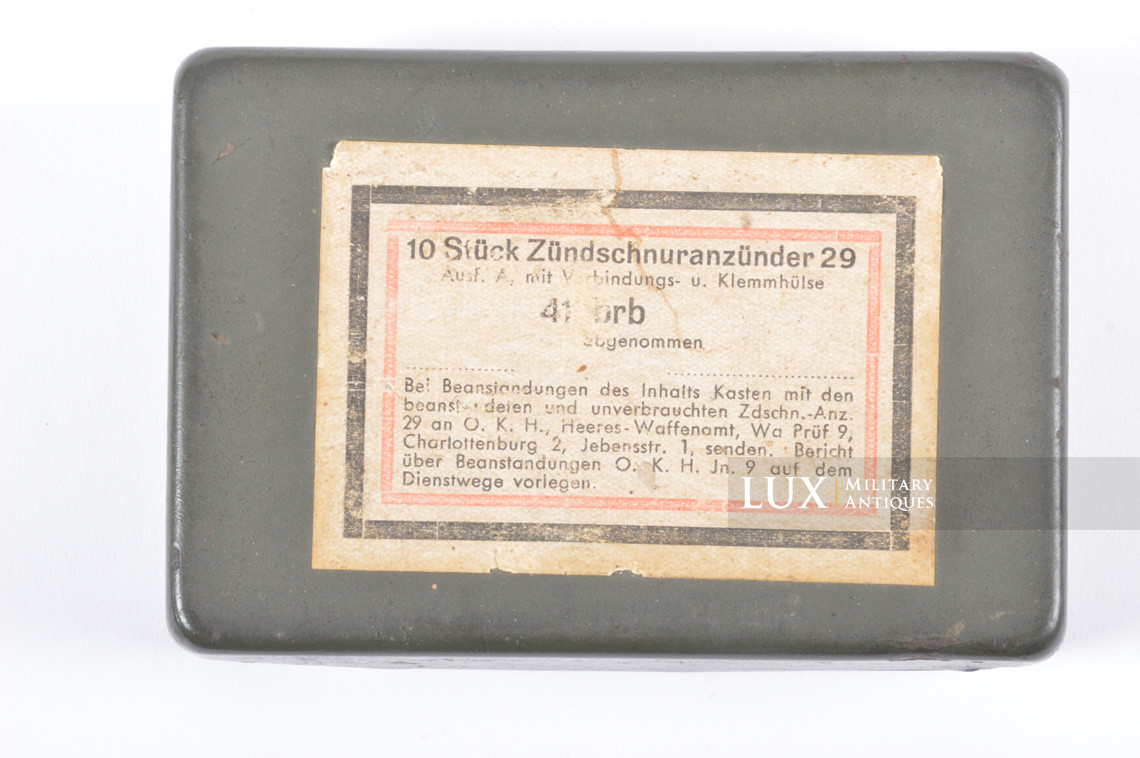 10 Stück Zündschnuranzünder 29
Ausf. A, mit Verbindungs- u. Klemmhülse
41 brb
abgenommen
Bei Beanstandungen des Inhalts Kasten mit den
beanstandeten und unverbrauchten Zdschn.-Anz.
29 an O. K. H., Heeres-Waffenamt, Wa Prüf 9,
Charlottenburg 2, Jebensstr. 1, senden. Bericht
über Beanstandungen O. K. H. Jn. 9 auf dem
Dienstwege vorlegen.
LUX MILITARY ANTIQUES